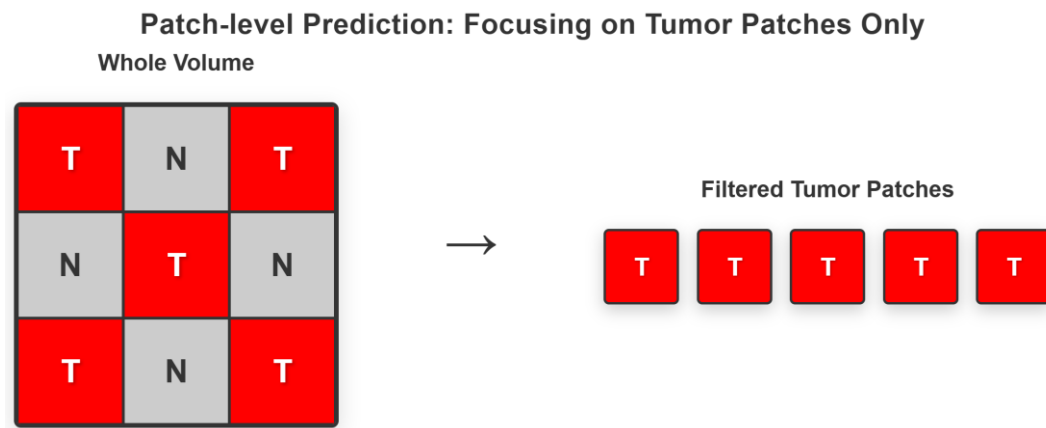 Patch-level Prediction: Focusing on Tumor Patches Only
Whole Volume
T N T
N T N
T N T
→
Filtered Tumor Patches
T T T T T